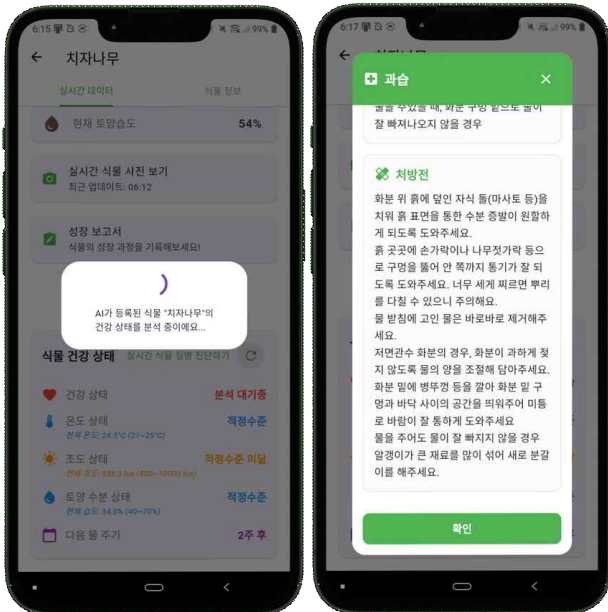 6:15
99%
치자나무
실시간 데이터 식물 정보
현재 토양습도 54%
실시간 식물 사진 보기
최근 업데이트: 06:12
성장 보고서
식물의 성장 과정을 기록해보세요!
AI가 등록된 식물 "치자나무"의
건강 상태를 분석 중이에요...
식물 건강 상태 실시간 식물 질병 진단하기
건강 상태 분석 대기중
온도 상태 적정수준
현재 온도: 24.5°C (21~25°C)
조도 상태 적정수준 미달
토양 수분 상태 적정수준
현재 습도: 54.0% (40~70%)
다음 물 주기 2주 후
6:17
99%
과습
잘 빠져나오지 않을 경우
처방전
화분 위 흙에 덮인 자식 돌(마사토 등)을
치워 흙 표면을 통한 수분 증발이 원활하
게 되도록 도와주세요.
흙 곳곳에 손가락이나 나무젓가락 등으
로 구멍을 뚫어 안 쪽까지 통기가 잘 되
도록 도와주세요. 너무 세게 찌르면 뿌리
를 다칠 수 있으니 주의해요.
물 받침에 고인 물은 바로바로 제거해주
세요.
저면관수 화분의 경우, 화분이 과하게 젖
지 않도록 물의 양을 조절해 담아주세요.
화분 밑에 병뚜껑 등을 깔아 화분 밑 구
멍과 바닥 사이의 공간을 띄워주어 미통
로 바람이 잘 통하게 도와주세요
물을 주어도 물이 잘 빠지지 않을 경우
알갱이가 큰 재료를 많이 섞어 새로 분갈
이를 해주세요.
확인